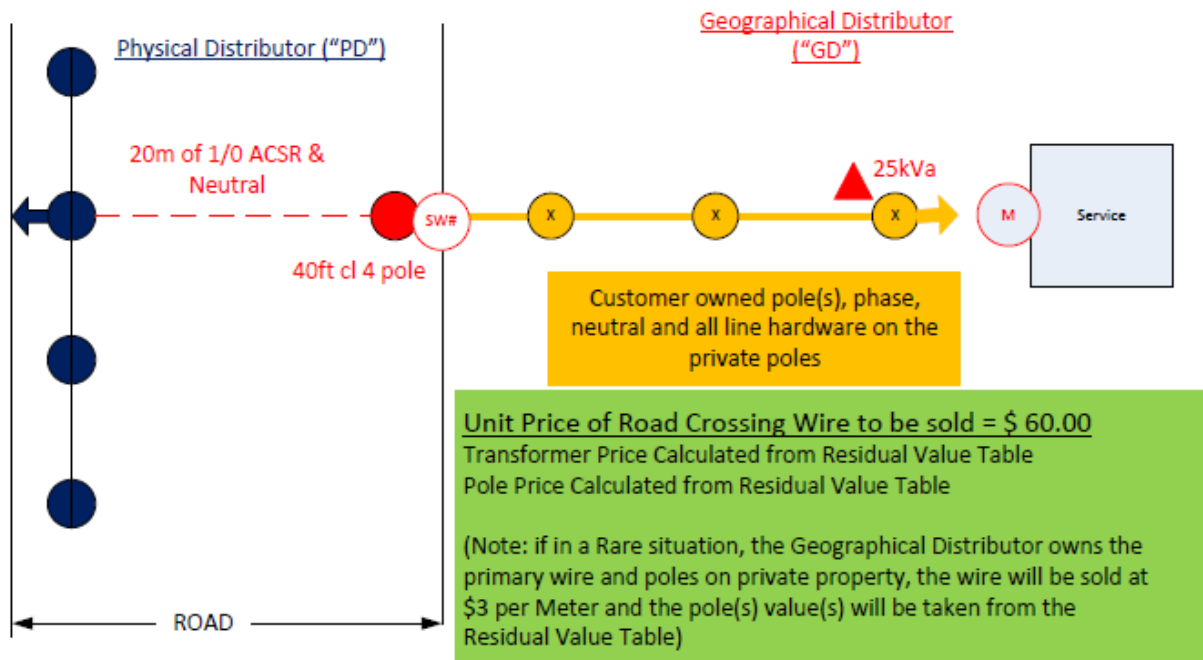 Physical Distributor (“PD”)
Geographical Distributor
(“GD”)
20m of 1/0 ACSR &
Neutral
25kVa
SW#
X
X
X
M
Service
40ft cl 4 pole
Customer owned pole(s), phase,
neutral and all line hardware on the
private poles
Unit Price of Road Crossing Wire to be sold = $ 60.00
Transformer Price Calculated from Residual Value Table
Pole Price Calculated from Residual Value Table
(Note: if in a Rare situation, the Geographical Distributor owns the
primary wire and poles on private property, the wire will be sold at
$3 per Meter and the pole(s) value(s) will be taken from the
Residual Value Table)
ROAD